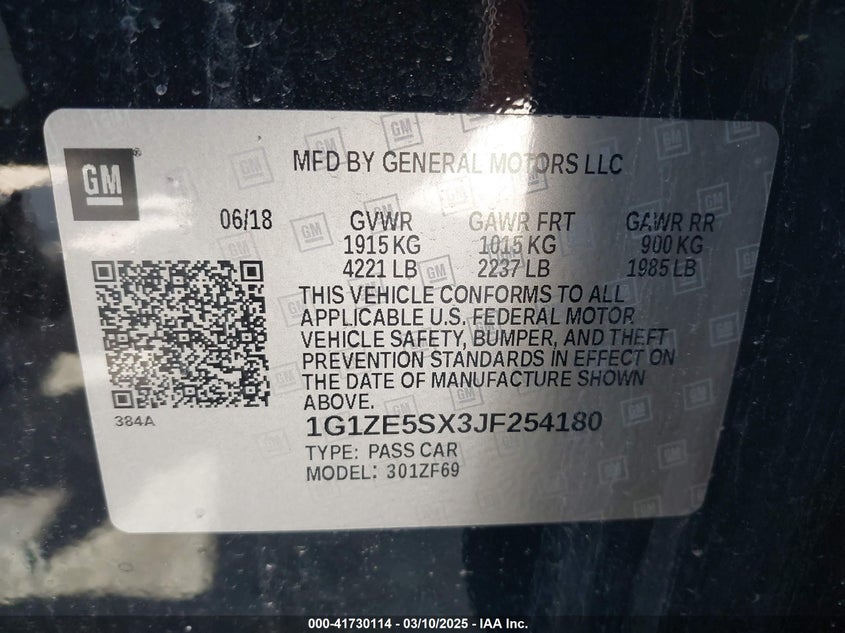 GM
MFD BY GENERAL MOTORS LLC
06/18 GVWR GAWR FRT GAWR RR
1915 KG 1015 KG 900 KG
4221 LB 2237 LB 1985 LB
THIS VEHICLE CONFORMS TO ALL
APPLICABLE U.S. FEDERAL MOTOR
VEHICLE SAFETY, BUMPER, AND THEFT
PREVENTION STANDARDS IN EFFECT ON
THE DATE OF MANUFACTURE SHOWN
ABOVE.
384A
1G1ZE5SX3JF254180
TYPE: PASS CAR
MODEL: 301ZF69
000-41730114 - 03/10/2025 - IAA Inc.